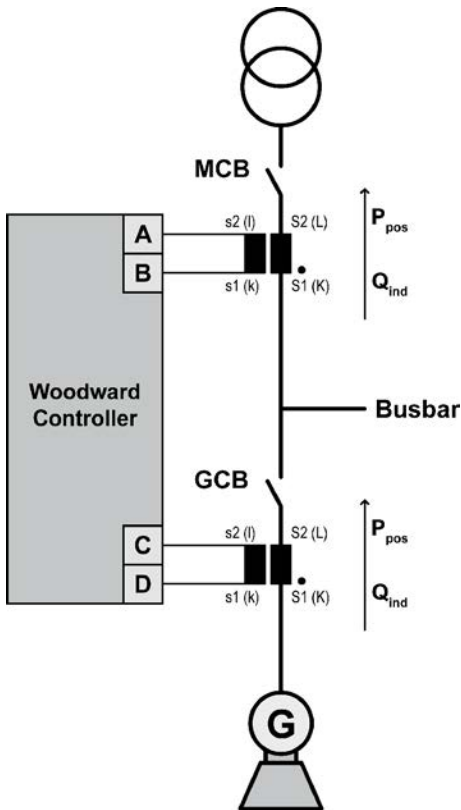 MCB
s2 (l) S2 (L)
P pos
A
B
s1 (k) S1 (K)
Q ind
Woodward
Controller
Busbar
GCB
s2 (l) S2 (L)
P pos
C
D
s1 (k) S1 (K)
Q ind
G